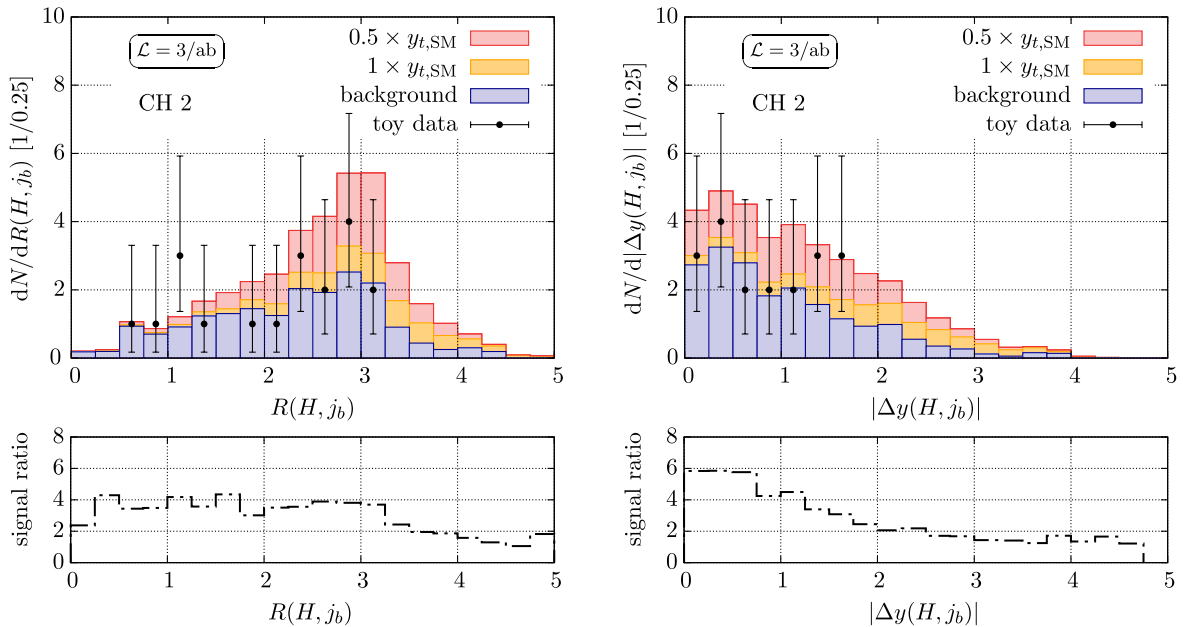 10
8
6
4
2
0
dN/dR(H, j_b) [1/0.25]
L = 3/ab
CH 2
0.5 × y_{t,SM}
1 × y_{t,SM}
background
toy data
0 1 2 3 4 5
R(H, j_b)
10
8
6
4
2
0
dN/d|Δy(H, j_b)| [1/0.25]
L = 3/ab
CH 2
0.5 × y_{t,SM}
1 × y_{t,SM}
background
toy data
0 1 2 3 4 5
|Δy(H, j_b)|
8
6
4
2
0
signal ratio
0 1 2 3 4 5
R(H, j_b)
8
6
4
2
0
signal ratio
0 1 2 3 4 5
|Δy(H, j_b)|